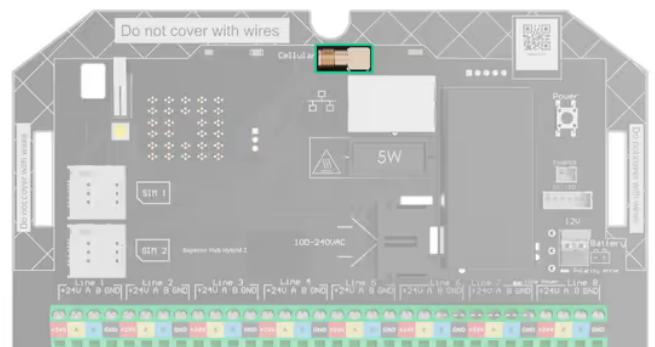 Do not cover with wires
Cellular
Power
Do not cover with wires
5W
Do not cover with wires
SIM 1
12V
SIM 2
Superior Hub Hybrid 2
100-240VAC
Battery
Line 1 Line 2 Line 3 Line 4 Line 5 Line 6 Line 7 Line 8
+24V A B GND +24V A B GND +24V A B GND +24V A B GND +24V A B GND +24V A B GND +24V A B GND +24V A B GND